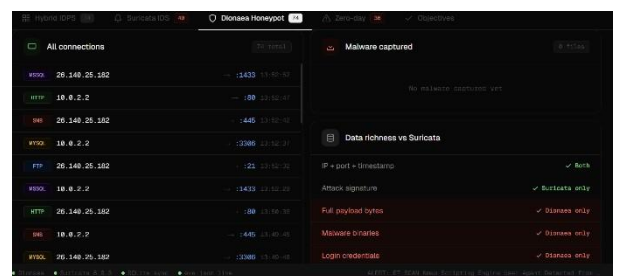 Hybrid IDPS
Suricata IDS 40
Dionaea Honeypot 74
Zero-day 30
Objectives
All connections
MSSQL 26.140.25.182 :1433
HTTP 10.0.2.2 :80
SMB 26.140.25.182 :445
MYSQL 10.0.2.2 :3306
FTP 26.140.25.182 :21
MSSQL 10.0.2.2 :1433
HTTP 26.140.25.182 :80
SMB 10.0.2.2 :445
MYSQL 26.140.25.182 :3306
Malware captured
0 files
No malware captured yet
Data richness vs Suricata
IP + port + timestamp ✓ Both
Attack signature ✓ Suricata only
Full payload bytes ✓ Dionaea only
Malware binaries ✓ Dionaea only
Login credentials ✓ Dionaea only